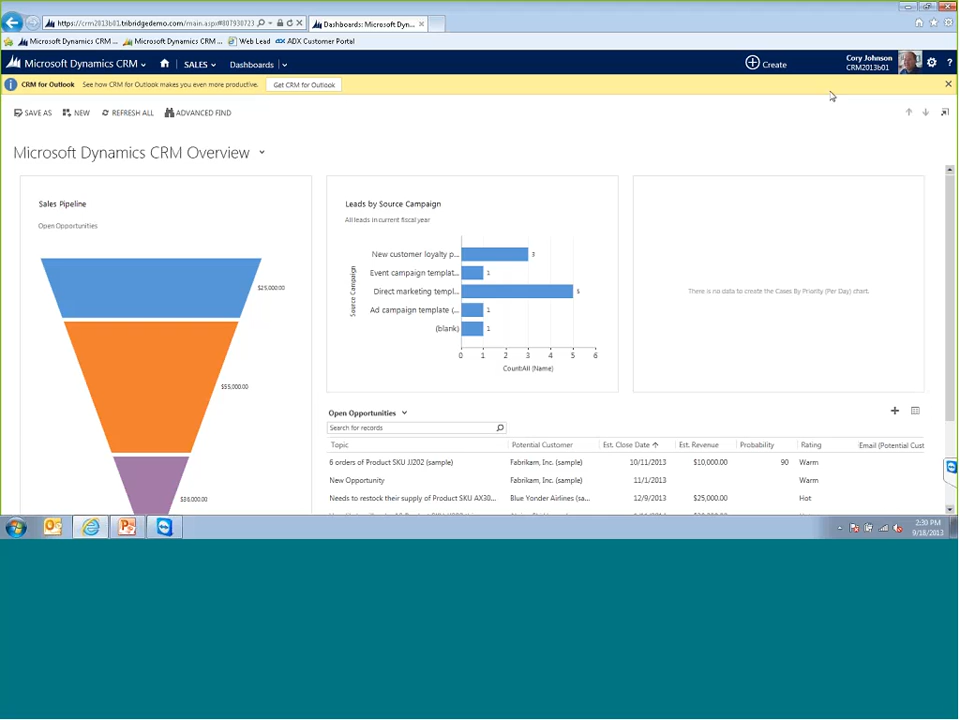 https://crm2013b01.tribridgedemo.com/main.aspx#807930723
Dashboards: Microsoft Dyn...
Microsoft Dynamics CRM ...
Microsoft Dynamics CRM ...
Web Lead
ADX Customer Portal
Microsoft Dynamics CRM
SALES
Dashboards
Create
Cory Johnson
CRM2013b01
?
CRM for Outlook
See how CRM for Outlook makes you even more productive.
Get CRM for Outlook
SAVE AS
NEW
REFRESH ALL
ADVANCED FIND
Microsoft Dynamics CRM Overview
Sales Pipeline
Open Opportunities
$25,000.00
$55,000.00
$36,000.00
Leads by Source Campaign
All leads in current fiscal year
Source Campaign
New customer loyalty p...
3
Event campaign templat...
1
Direct marketing templ...
5
Ad campaign template (...
1
(blank)
1
0 1 2 3 4 5 6
CountAll (Name)
There is no data to create the Cases By Priority (Per Day) chart.
Open Opportunities
Search for records
Topic Potential Customer Est. Close Date Est. Revenue Probability Rating Email (Potential Cust
6 orders of Product SKU JJ202 (sample) Fabrikam, Inc. (sample) 10/11/2013 $10,000.00 90 Warm
New Opportunity 11/1/2013 Warm
Needs to restock their supply of Product SKU AX30... Blue Yonder Airlines (sa... 12/9/2013 $25,000.00 Hot
2:30 PM
9/18/2013